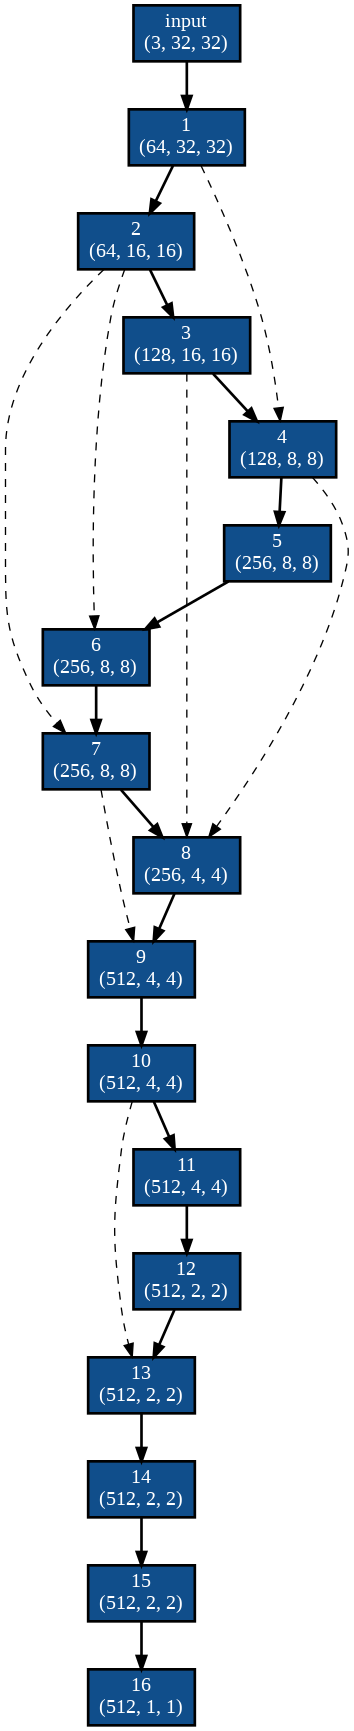 input
(3, 32, 32)
1
(64, 32, 32)
2
(64, 16, 16)
3
(128, 16, 16)
4
(128, 8, 8)
5
(256, 8, 8)
6
(256, 8, 8)
7
(256, 8, 8)
8
(256, 4, 4)
9
(512, 4, 4)
10
(512, 4, 4)
11
(512, 4, 4)
12
(512, 2, 2)
13
(512, 2, 2)
14
(512, 2, 2)
15
(512, 2, 2)
16
(512, 1, 1)